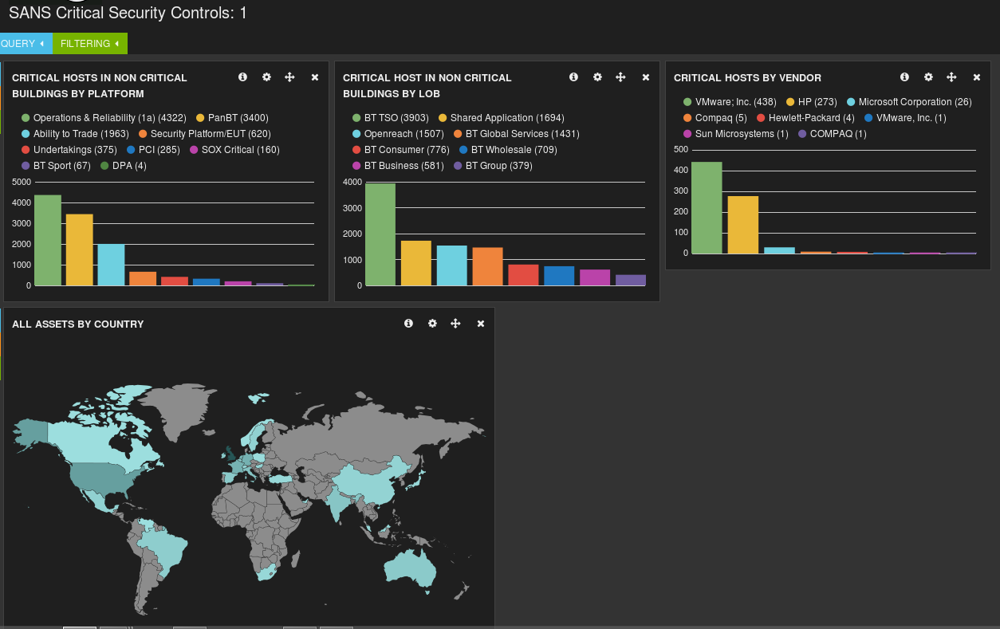 SANS Critical Security Controls: 1
QUERY
FILTERING
CRITICAL HOSTS IN NON CRITICAL
BUILDINGS BY PLATFORM
Operations & Reliability (1a) (4322) PanBT (3400)
Ability to Trade (1963) Security Platform/EUT (620)
Undertakings (375) PCI (285) SOX Critical (160)
BT Sport (67) DPA (4)
5000
4000
3000
2000
1000
0
CRITICAL HOST IN NON CRITICAL
BUILDINGS BY LOB
BT TSO (3903) Shared Application (1694)
Openreach (1507) BT Global Services (1431)
BT Consumer (776) BT Wholesale (709)
BT Business (581) BT Group (379)
4000
3000
2000
1000
0
CRITICAL HOSTS BY VENDOR
VMware; Inc. (438) HP (273) Microsoft Corporation (26)
Compaq (5) Hewlett-Packard (4) VMware, Inc. (1)
Sun Microsystems (1) COMPAQ (1)
500
400
300
200
100
0
ALL ASSETS BY COUNTRY